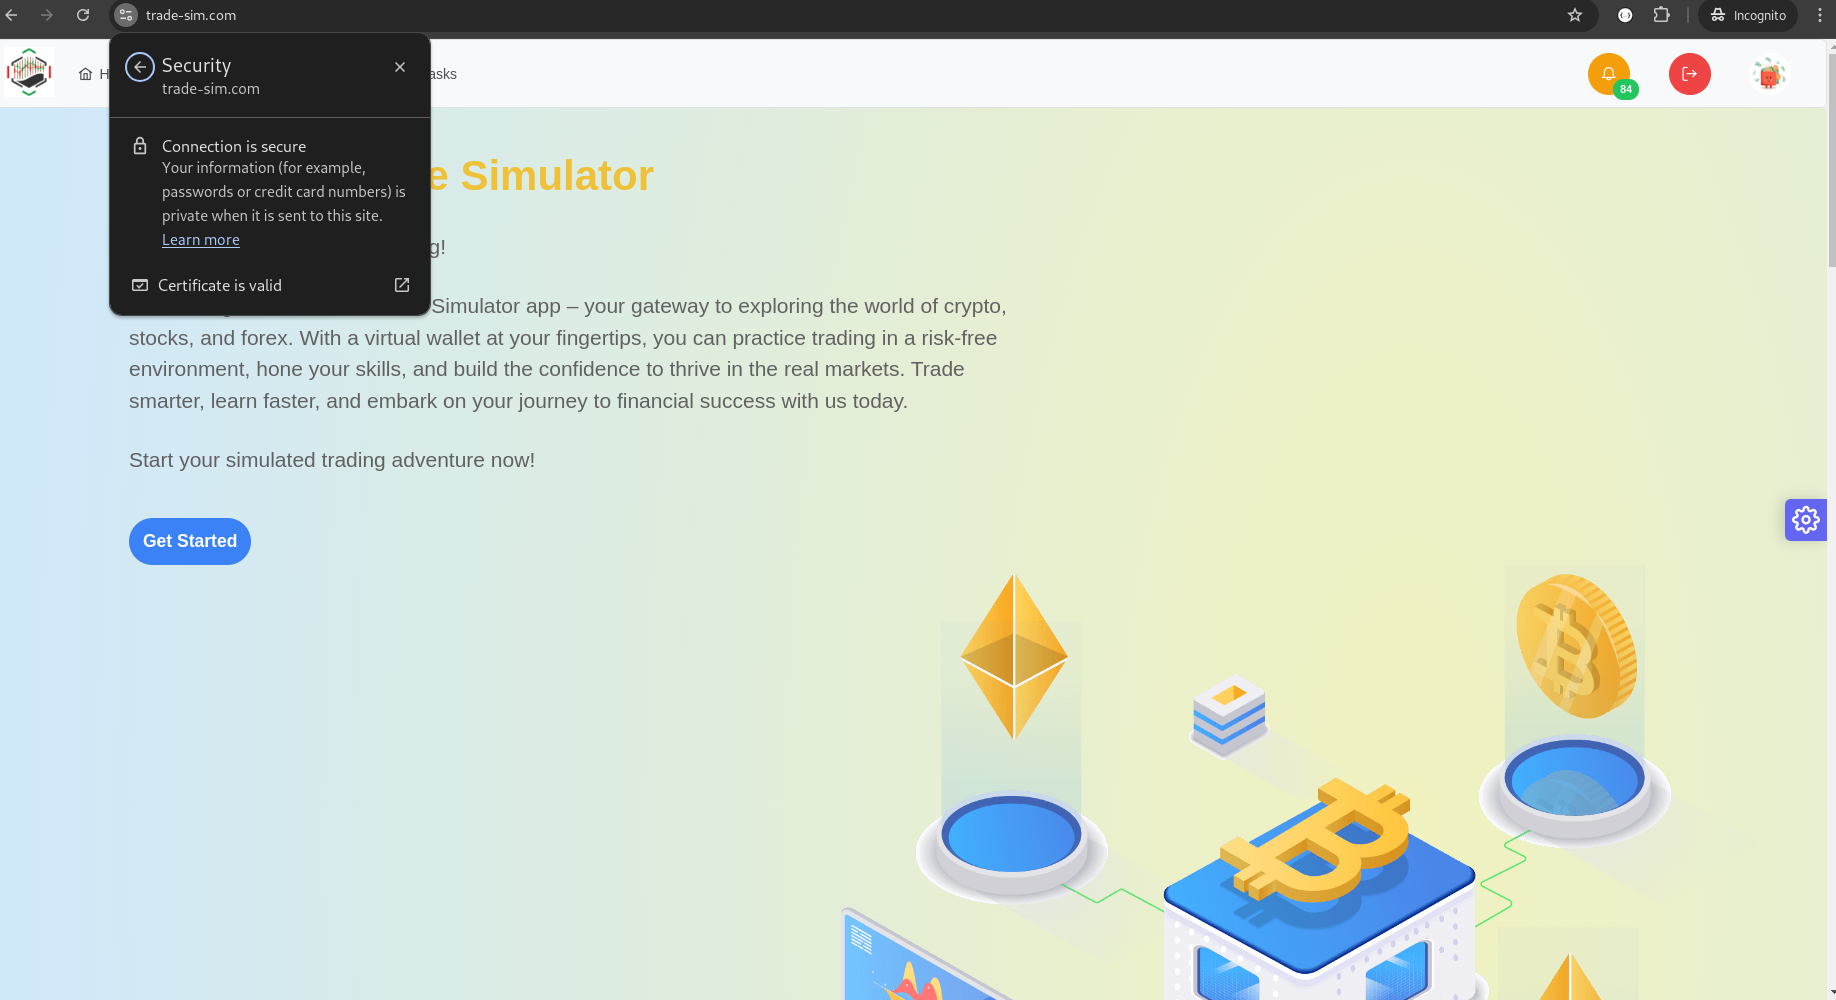 trade-sim.com
Incognito
Security
trade-sim.com
Connection is secure
Your information (for example,
passwords or credit card numbers) is
private when it is sent to this site.
Learn more
Certificate is valid
H
asks
84
e Simulator
g!
Simulator app – your gateway to exploring the world of crypto,
stocks, and forex. With a virtual wallet at your fingertips, you can practice trading in a risk-free
environment, hone your skills, and build the confidence to thrive in the real markets. Trade
smarter, learn faster, and embark on your journey to financial success with us today.
Start your simulated trading adventure now!
Get Started